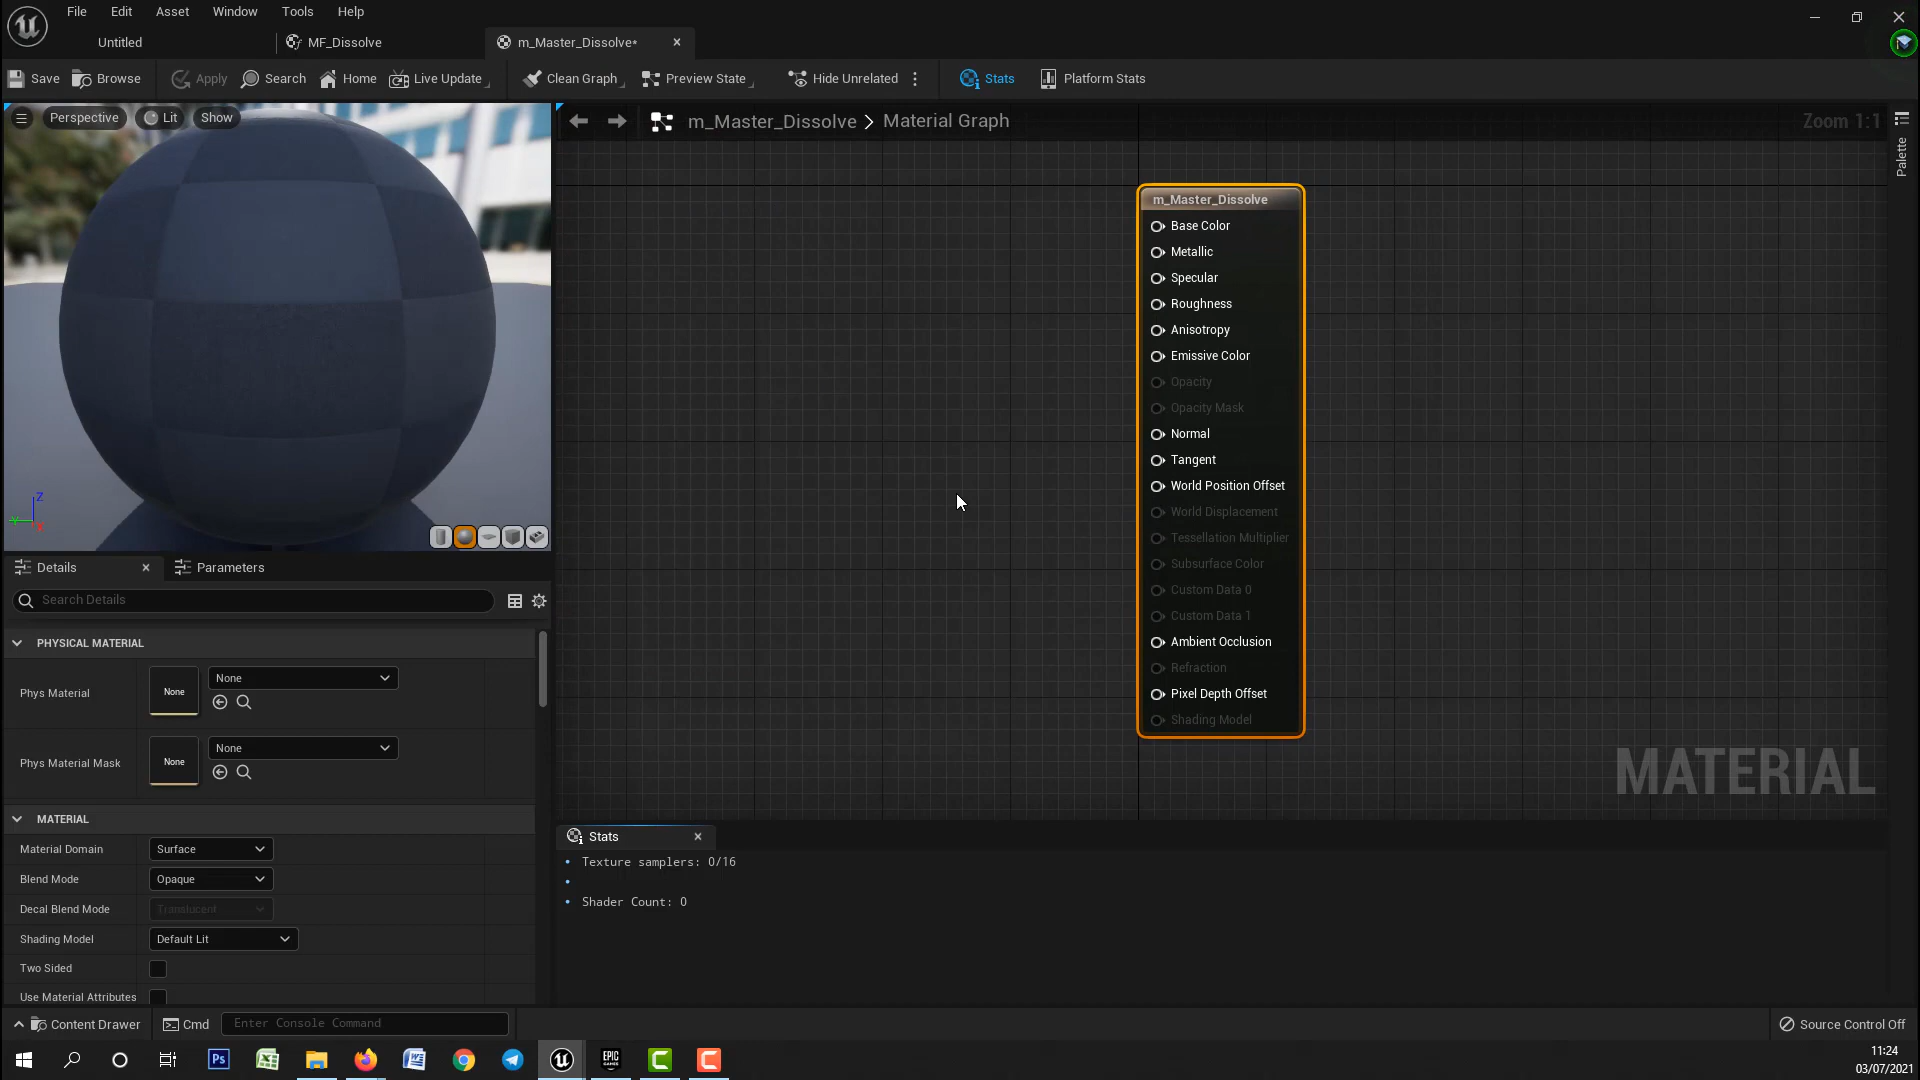 File Edit Asset Window Tools Help
Untitled MF_Dissolve m_Master_Dissolve*
Save Browse Apply Search Home Live Update Clean Graph Preview State Hide Unrelated Stats Platform Stats
Perspective Lit Show
m_Master_Dissolve Material Graph
Zoom 1:1
Palette
m_Master_Dissolve
Base Color
Metallic
Specular
Roughness
Anisotropy
Emissive Color
Opacity
Opacity Mask
Normal
Tangent
World Position Offset
World Displacement
Tessellation Multiplier
Subsurface Color
Custom Data 0
Custom Data 1
Ambient Occlusion
Refraction
Pixel Depth Offset
Shading Model
MATERIAL
Z
Y
X
Details Parameters
Search Details
PHYSICAL MATERIAL
Phys Material None None
Phys Material Mask None None
MATERIAL
Material Domain Surface
Blend Mode Opaque
Decal Blend Mode Translucent
Shading Model Default Lit
Two Sided
Use Material Attributes
Stats
Texture samplers: 0/16
Shader Count: 0
Content Drawer Cmd Enter Console Command Source Control Off
Ps
EPIC
GAMES
11:24
03/07/2021